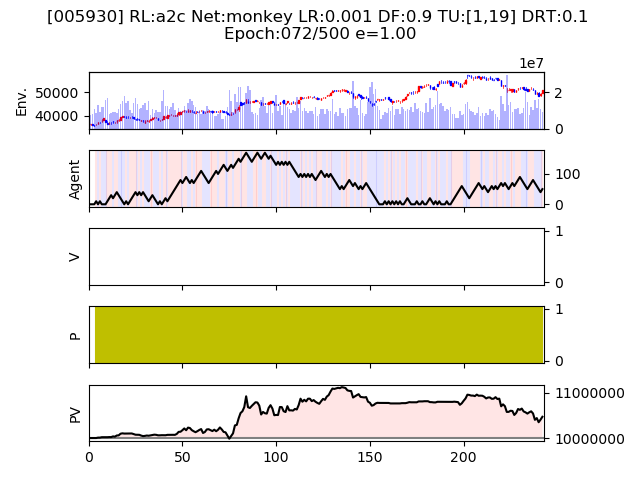 [005930] RL:a2c Net:monkey LR:0.001 DF:0.9 TU:[1,19] DRT:0.1
Epoch:072/500 e=1.00
1e7
Env.
50000
40000
2
0
Agent
100
0
V
1
0
P
1
0
PV
11000000
10000000
0 50 100 150 200